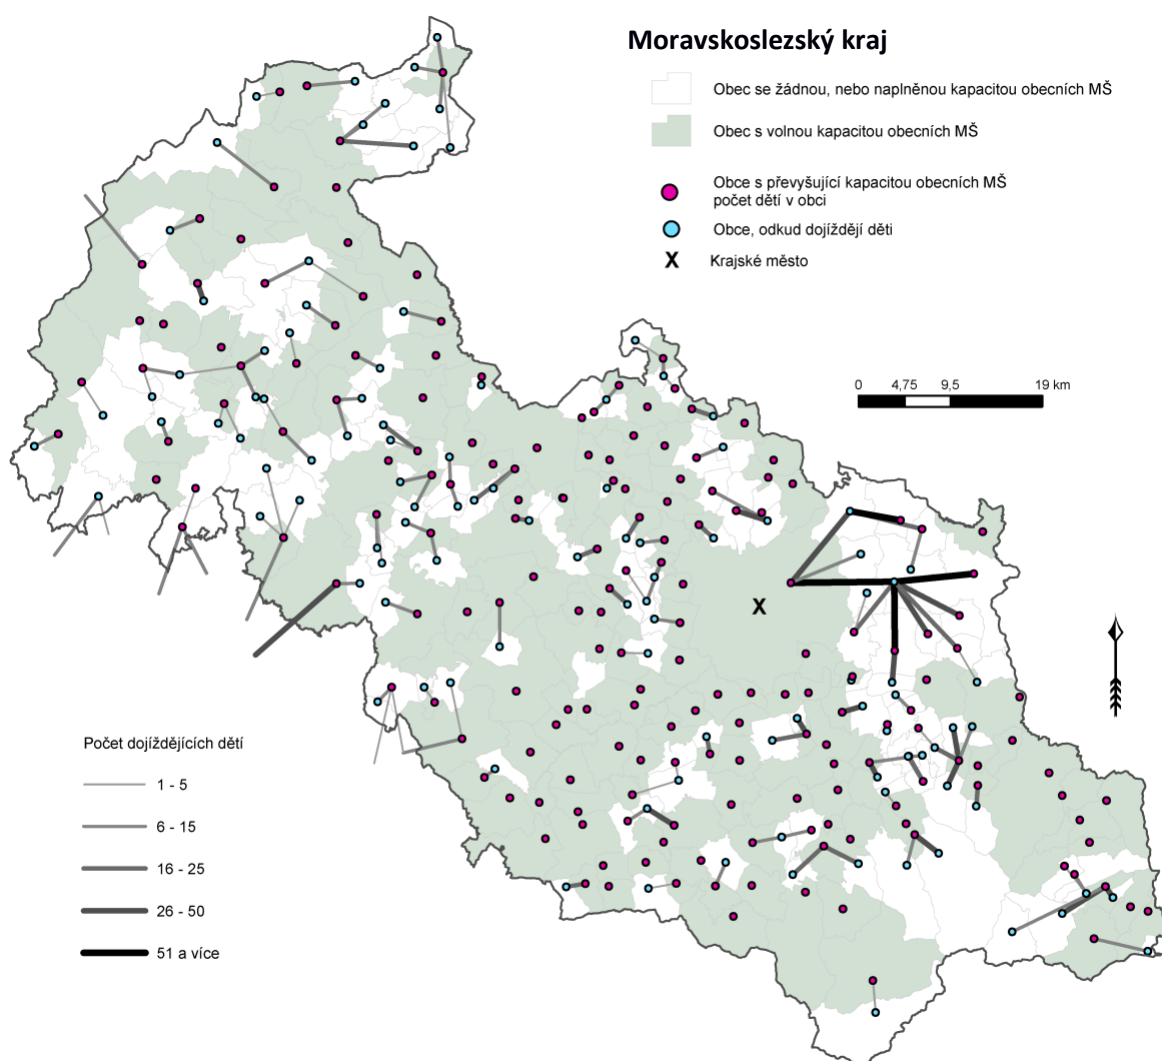 Moravskoslezský kraj
Obec se žádnou, nebo naplněnou kapacitou obecních MŠ
Obec s volnou kapacitou obecních MŠ
Obce s převyšující kapacitou obecních MŠ
počet dětí v obci
Obce, odkud dojíždějí děti
X Krajské město
0 4,75 9,5 19 km
X
Počet dojíždějících dětí
1 - 5
6 - 15
16 - 25
26 - 50
51 a více